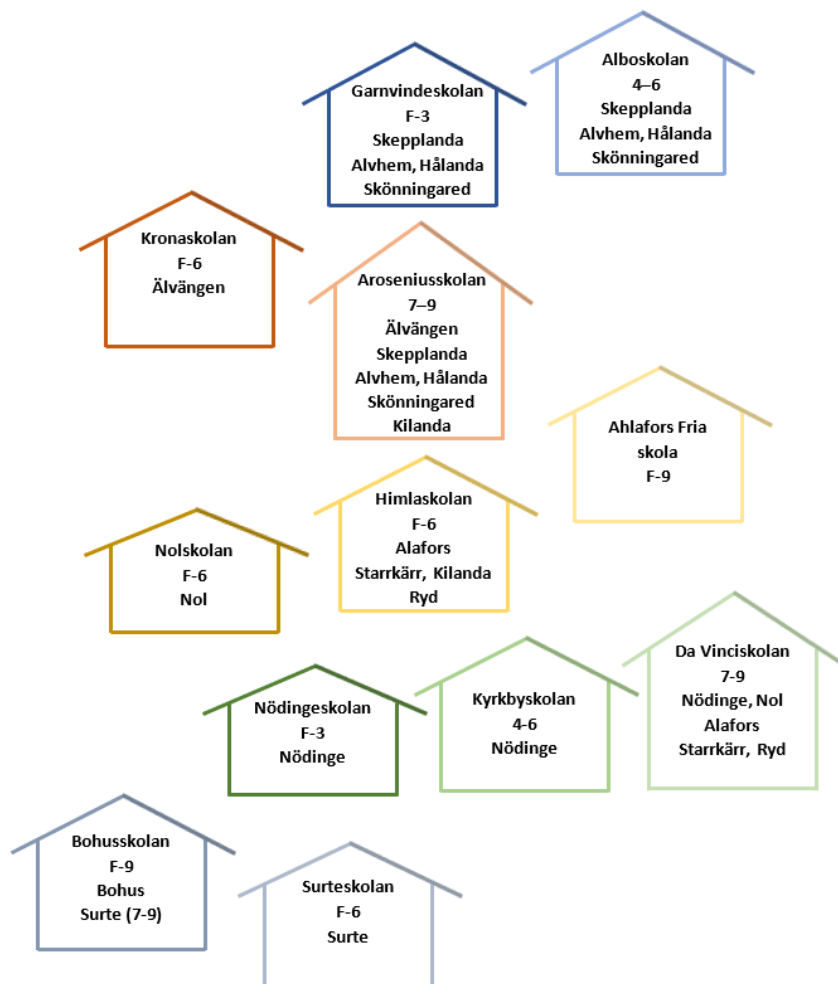 Garnvindeskolan
F-3
Skepplanda
Alvhem, Hålanda
Skönningared
Alboskolan
4–6
Skepplanda
Alvhem, Hålanda
Skönningared
Kronaskolan
F-6
Älvängen
Aroseniusskolan
7–9
Älvängen
Skepplanda
Alvhem, Hålanda
Skönningared
Kilanda
Ahlafors Fria
skola
F-9
Himlaskolan
F-6
Alafors
Starrkärr, Kilanda
Ryd
Nolskolan
F-6
Nol
Da Vinciskolan
7-9
Nödinge, Nol
Alafors
Starrkärr, Ryd
Kyrkbyskolan
4-6
Nödinge
Nödingeskolan
F-3
Nödinge
Bohusskolan
F-9
Bohus
Surte (7-9)
Surteskolan
F-6
Surte